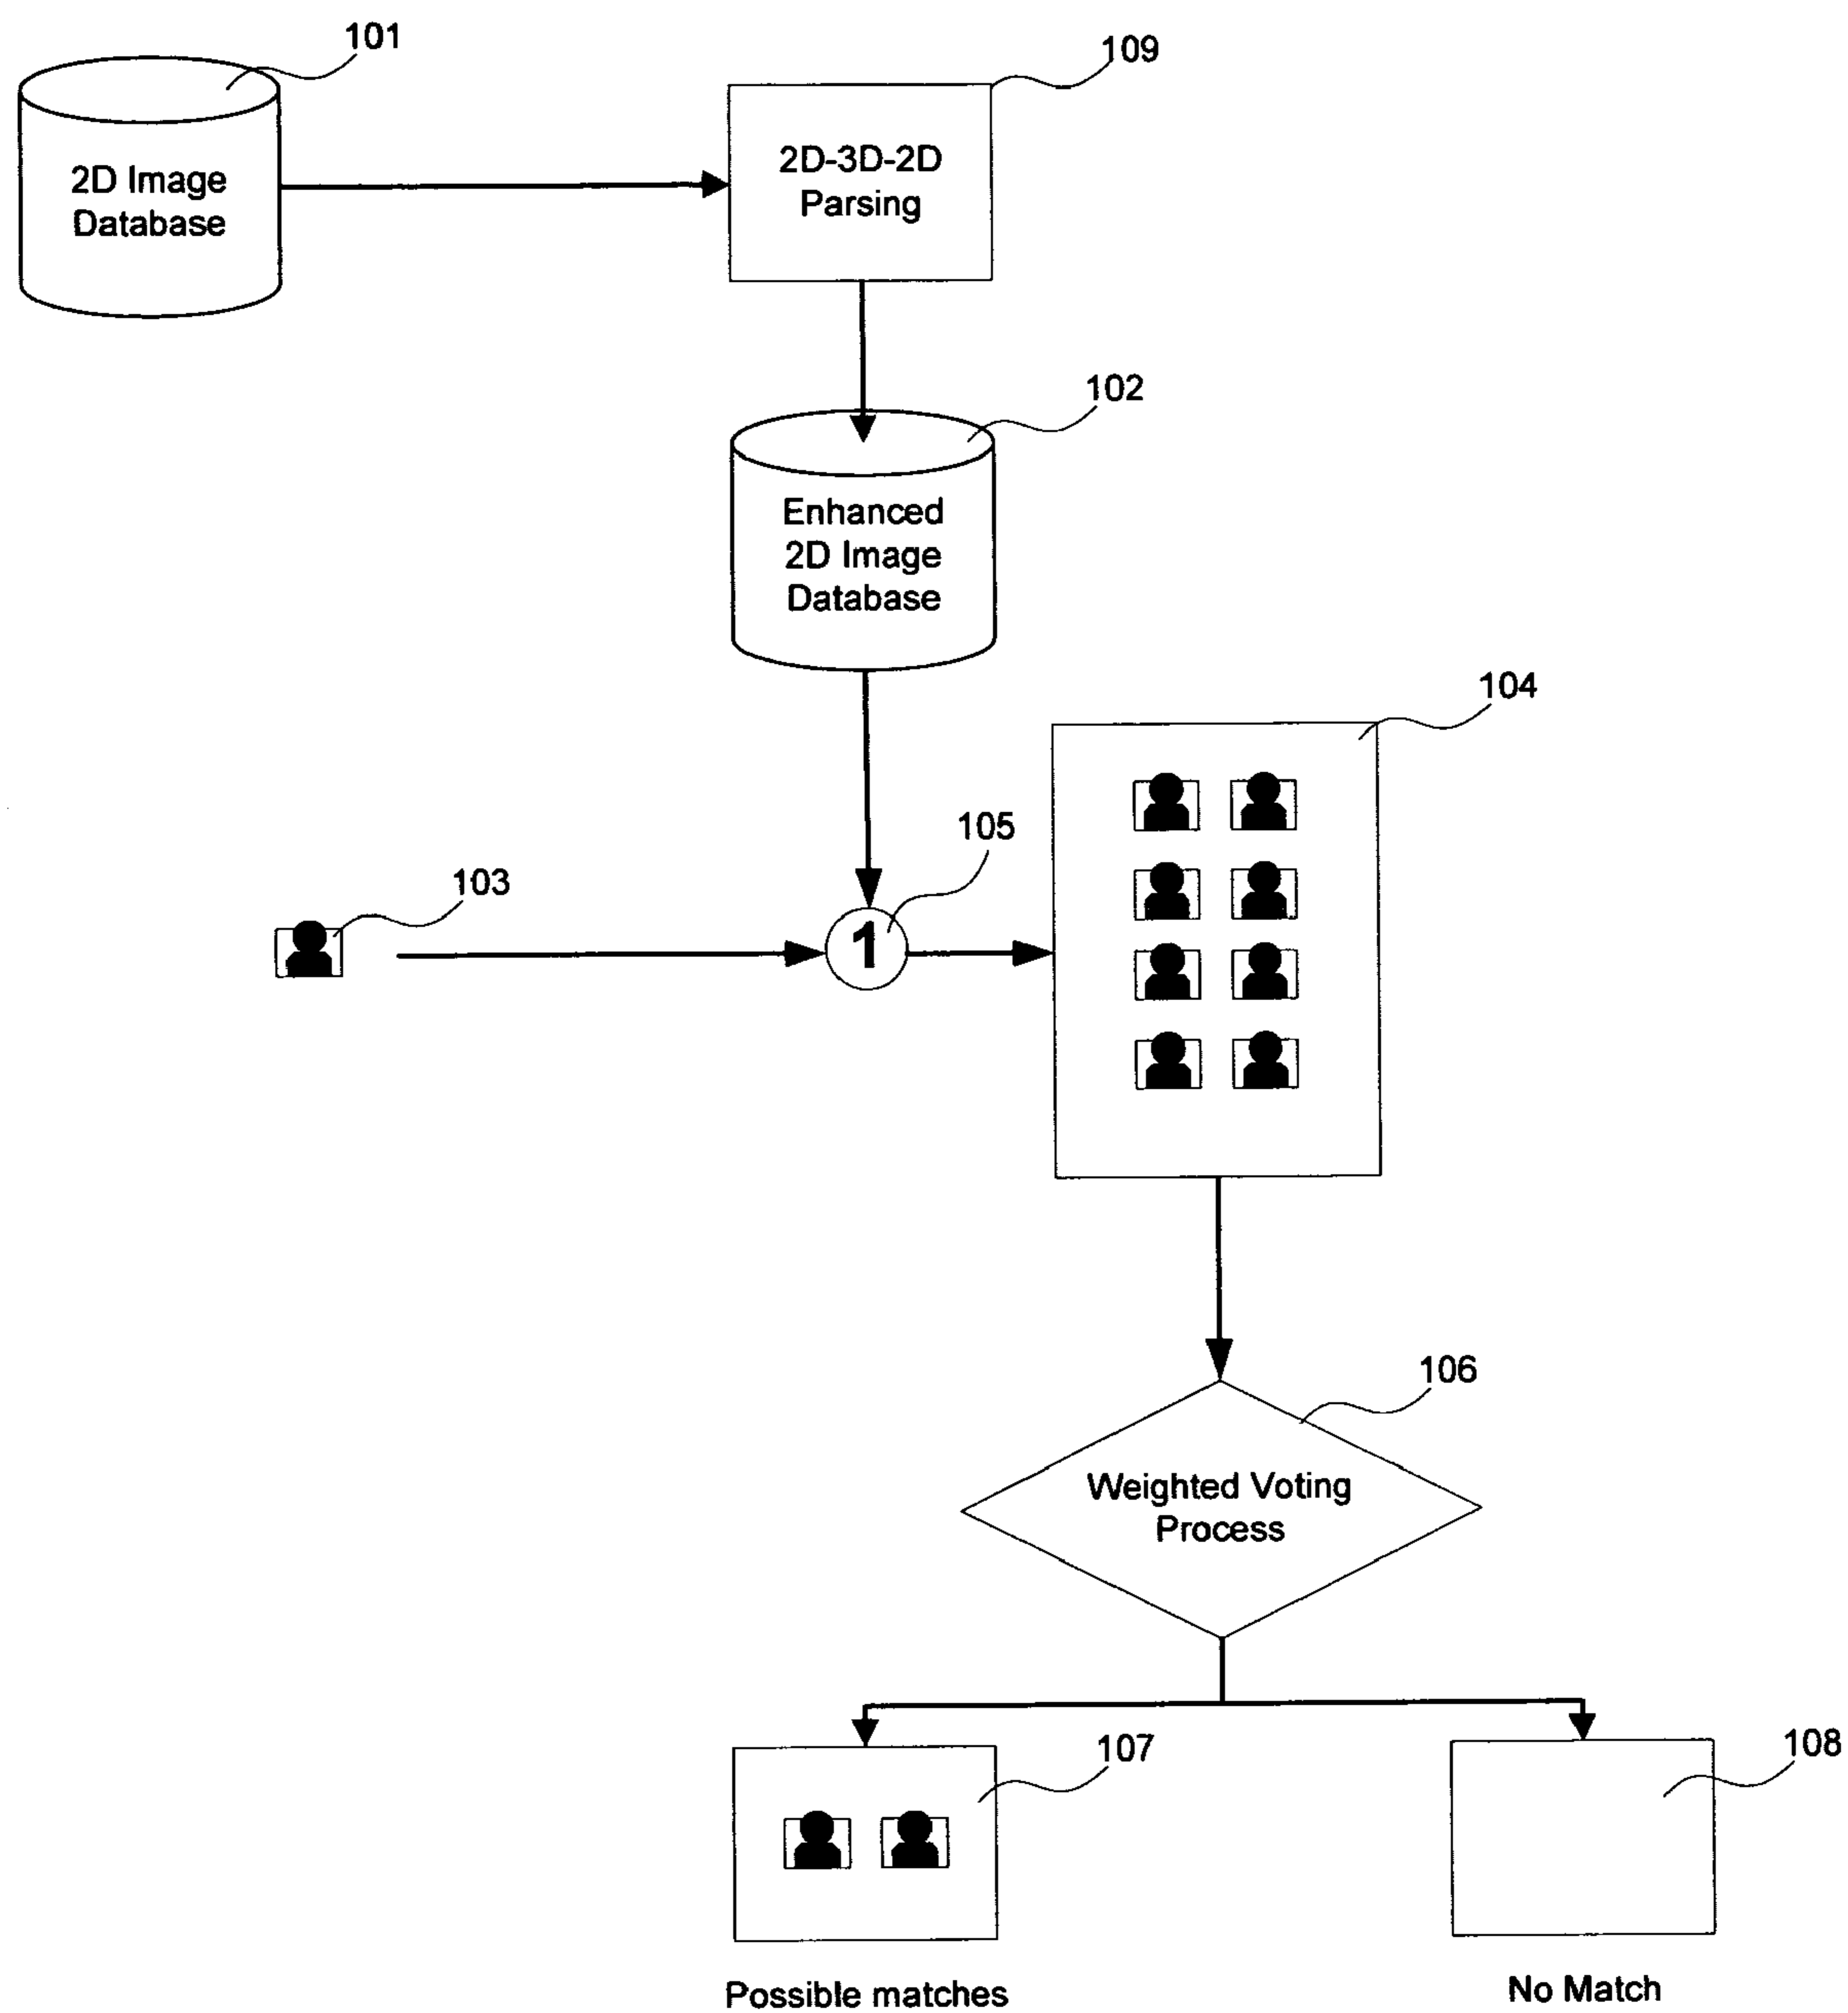 101
109
2D Image
Database
2D-3D-2D
Parsing
102
Enhanced
2D Image
Database
104
105
103
1
106
Weighted Voting
Process
107
108
Possible matches
No Match